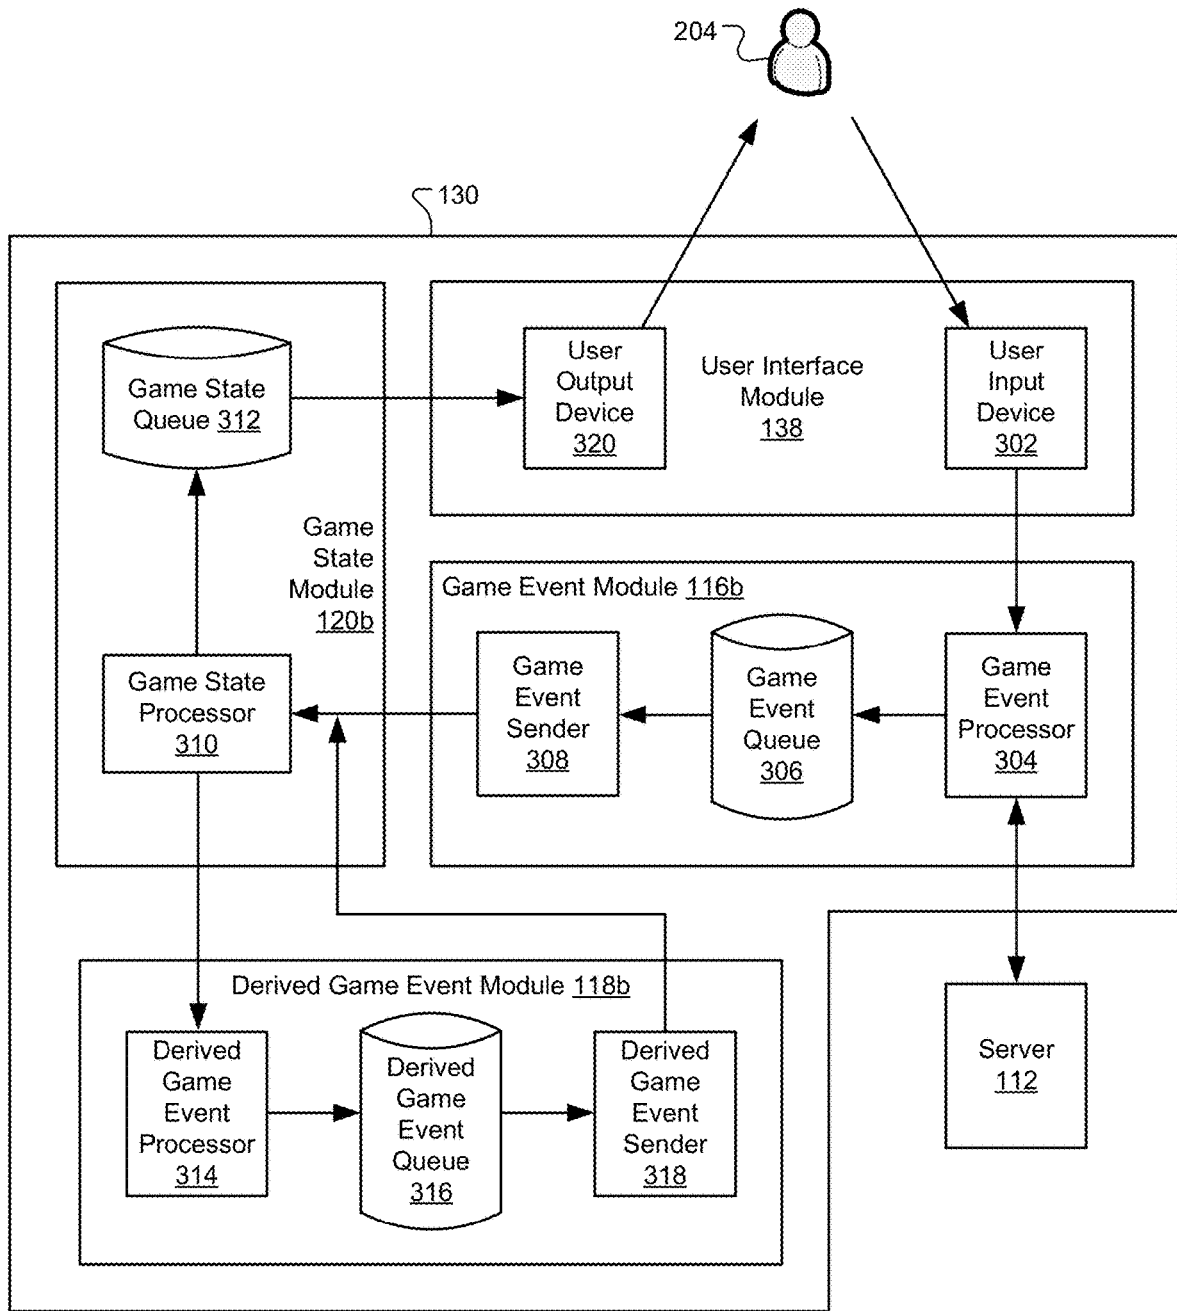 204
130
Game State
Queue 312
User
Output
Device
320
User Interface
Module
138
User
Input
Device
302
Game
State
Module
120b
Game Event Module 116b
Game State
Processor
310
Game
Event
Sender
308
Game
Event
Queue
306
Game
Event
Processor
304
Derived Game Event Module 118b
Derived
Game
Event
Processor
314
Derived
Game
Event
Queue
316
Derived
Game
Event
Sender
318
Server
112